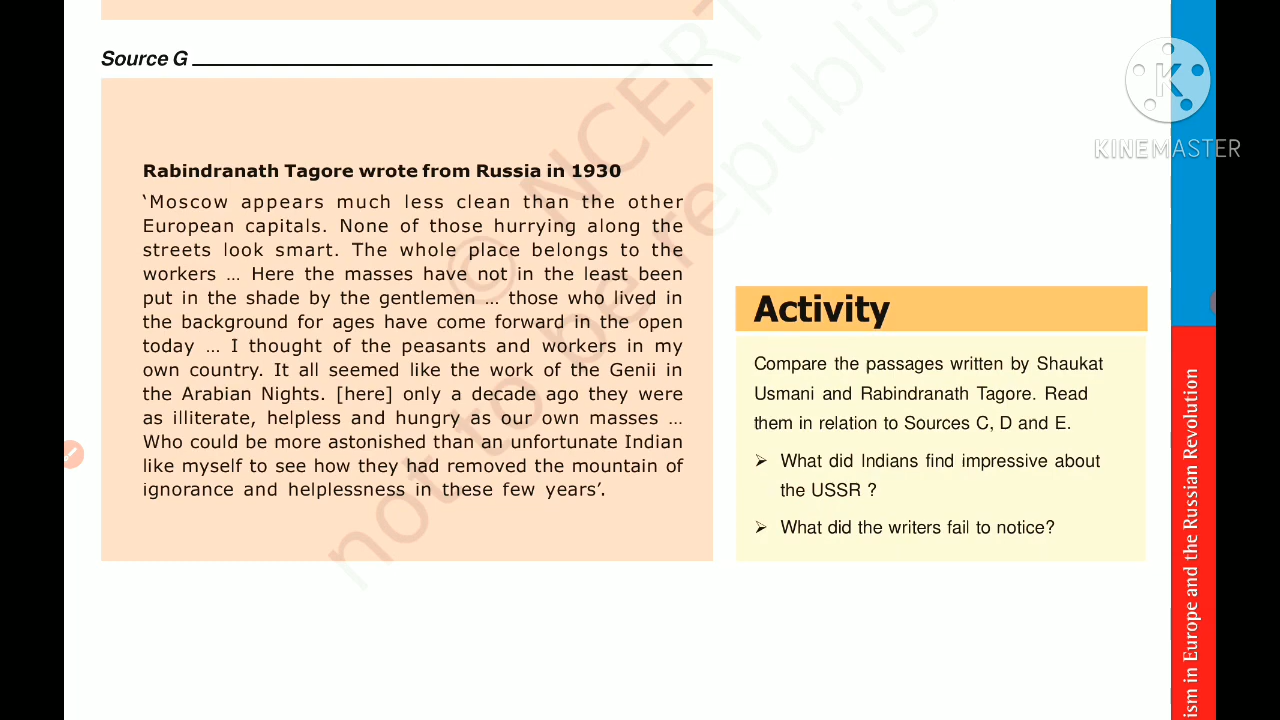 Source G
Rabindranath Tagore wrote from Russia in 1930
‘Moscow appears much less clean than the other
European capitals. None of those hurrying along the
streets look smart. The whole place belongs to the
workers … Here the masses have not in the least been
put in the shade by the gentlemen … those who lived in
the background for ages have come forward in the open
today … I thought of the peasants and workers in my
own country. It all seemed like the work of the Genii in
the Arabian Nights. [here] only a decade ago they were
as illiterate, helpless and hungry as our own masses …
Who could be more astonished than an unfortunate Indian
like myself to see how they had removed the mountain of
ignorance and helplessness in these few years’.
Activity
Compare the passages written by Shaukat
Usmani and Rabindranath Tagore. Read
them in relation to Sources C, D and E.
➢ What did Indians find impressive about
the USSR ?
➢ What did the writers fail to notice?
ism in Europe and the Russian Revolution
K
KINEMASTER
© NCERT
not to be republis